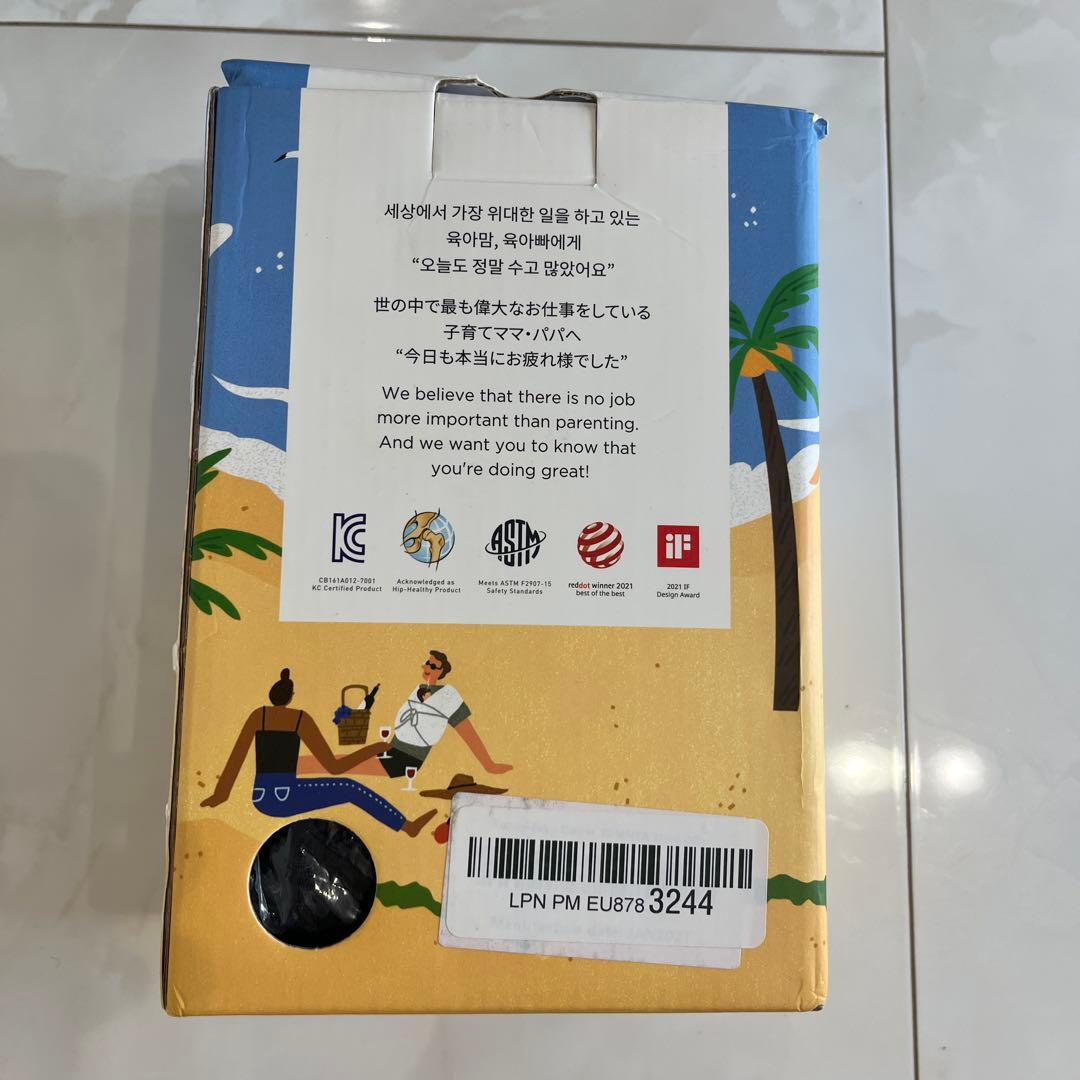 세상에서 가장 위대한 일을 하고 있는
육아맘, 육아빠에게
“오늘도 정말 수고 많았어요”
世の中で最も偉大なお仕事をしている
子育てママ・パパへ
“今日も本当にお疲れ様でした”
We believe that there is no job
more important than parenting.
And we want you to know that
you're doing great!
KC
ASTM
iF
CB161A012-7001
KC Certified Product
Acknowledged as
Hip-Healthy Product
Meets ASTM F2907-15
Safety Standards
reddot winner 2021
best of the best
2021 IF
Design Award
LPN PM EU878 3244